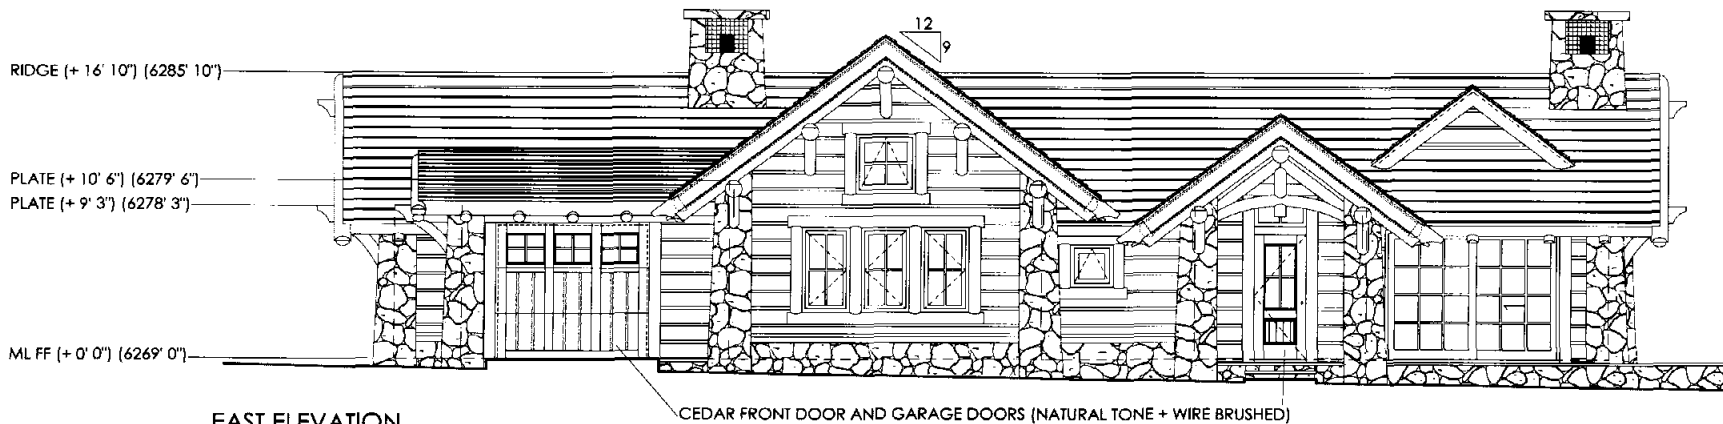 12
9
RIDGE (+ 16' 10") (6285' 10")
PLATE (+ 10' 6") (6279' 6")
PLATE (+ 9' 3") (6278' 3")
ML FF (+ 0' 0") (6269' 0")
CEDAR FRONT DOOR AND GARAGE DOORS (NATURAL TONE + WIRE BRUSHED)
EAST ELEVATION